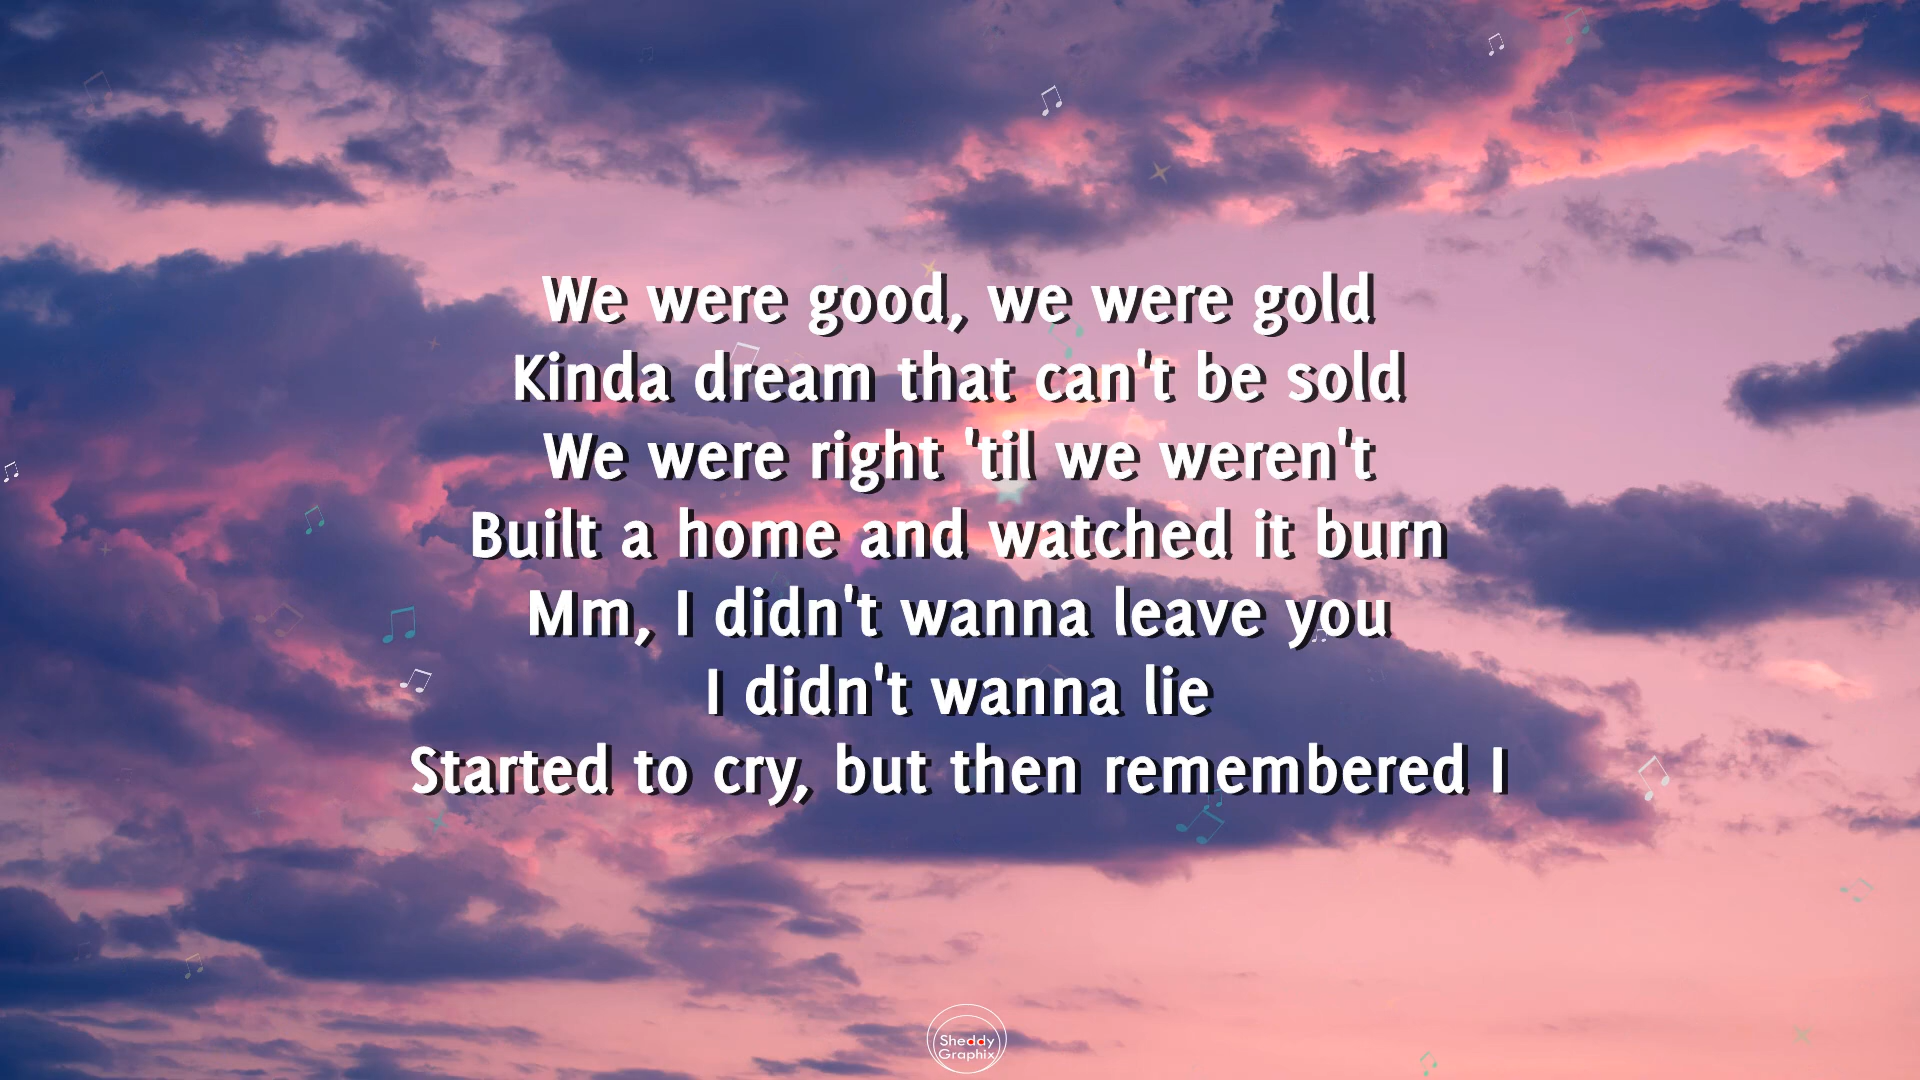 We were good, we were gold
Kinda dream that can't be sold
We were right 'til we weren't
Built a home and watched it burn
Mm, I didn't wanna leave you
I didn't wanna lie
Started to cry, but then remembered I
Sheddy
Graphix